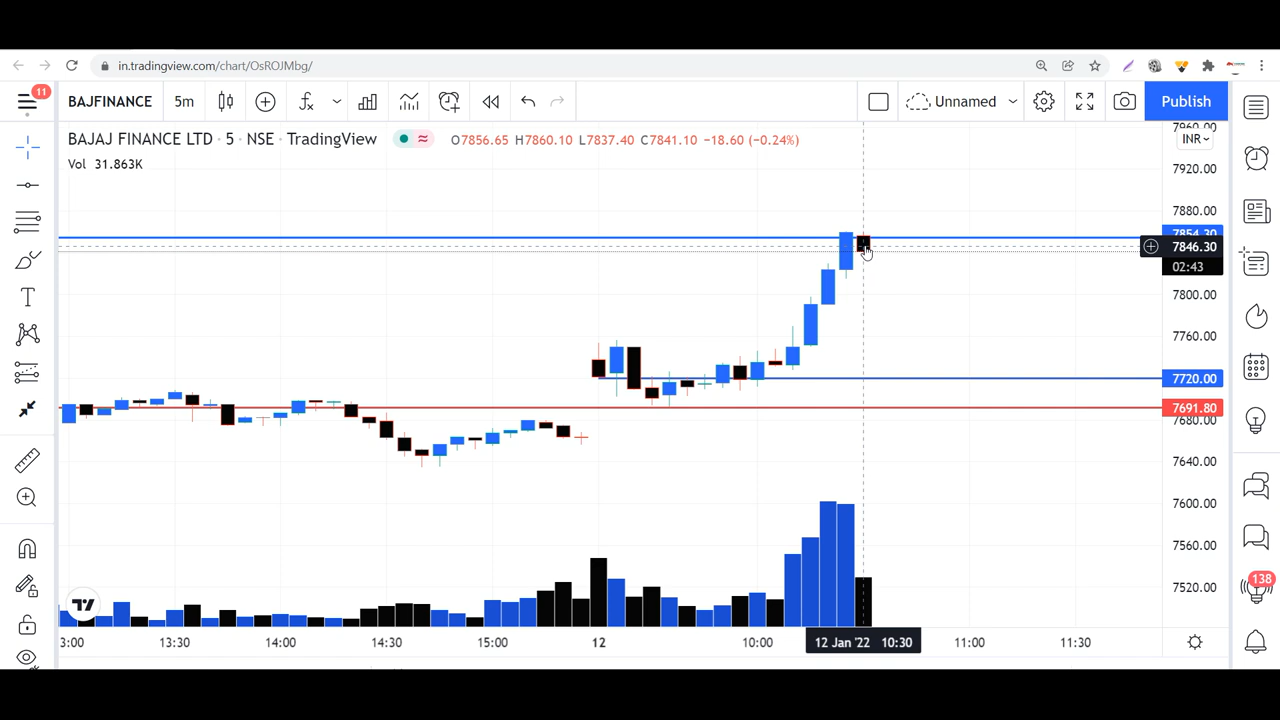 in.tradingview.com/chart/OsROJMbg/
11
BAJFINANCE 5m Unnamed Publish
BAJAJ FINANCE LTD · 5 · NSE · TradingView O7856.65 H7860.10 L7837.40 C7841.10 −18.60 (−0.24%)
Vol 31.863K
7960.00
INR
7920.00
7880.00
7854.30
7846.30
02:43
7800.00
7760.00
7720.00
7691.80
7680.00
7640.00
7600.00
7560.00
138
7520.00
3:00 13:30 14:00 14:30 15:00 12 10:00 12 Jan '22 10:30 11:00 11:30